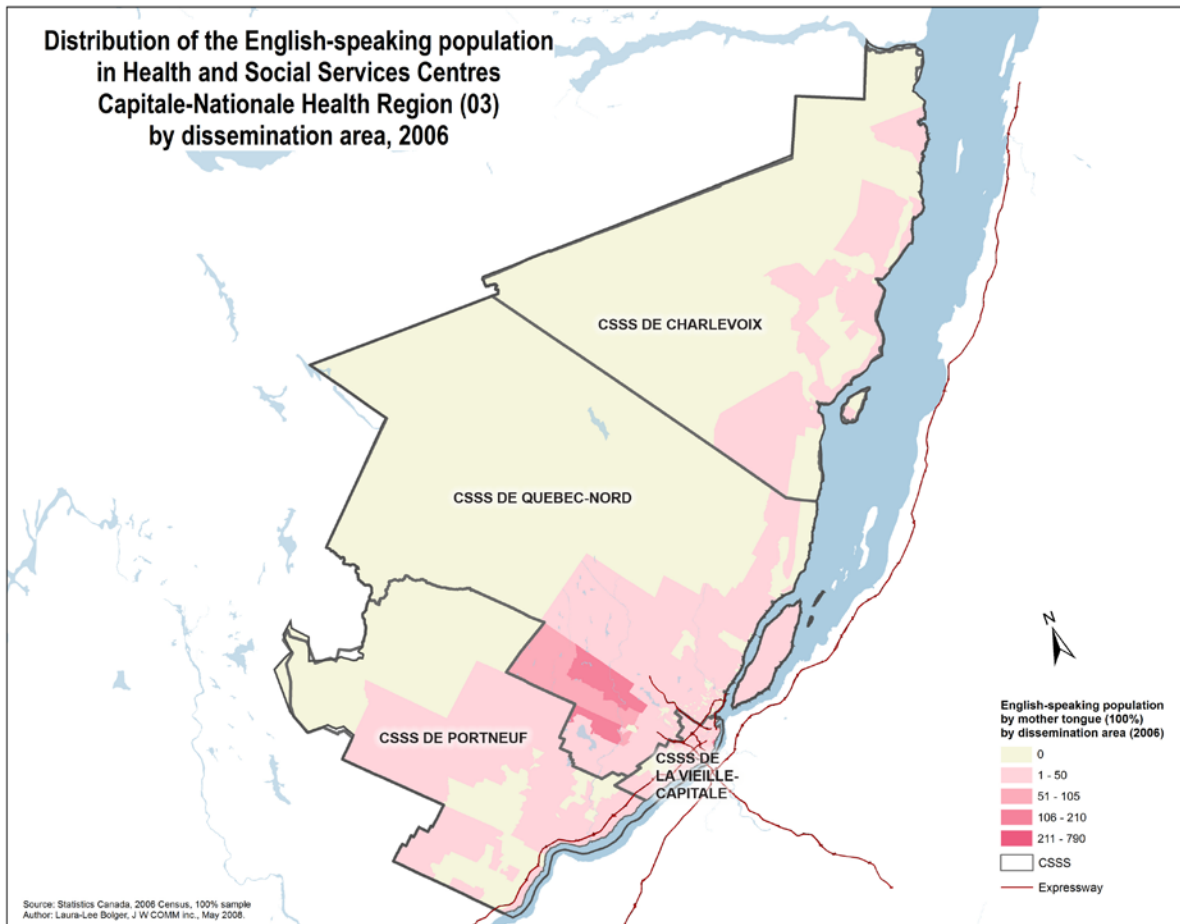 Distribution of the English-speaking population
in Health and Social Services Centres
Capitale-Nationale Health Region (03)
by dissemination area, 2006
CSSS DE CHARLEVOIX
CSSS DE QUEBEC-NORD
CSSS DE PORTNEUF
CSSS DE
LA VIEILLE-
CAPITALE
N
English-speaking population
by mother tongue (100%)
by dissemination area (2006)
0
1 - 50
51 - 105
106 - 210
211 - 790
CSSS
Expressway
Source: Statistics Canada, 2006 Census, 100% sample
Author: Laura-Lee Bolger, J W COMM inc., May 2008.